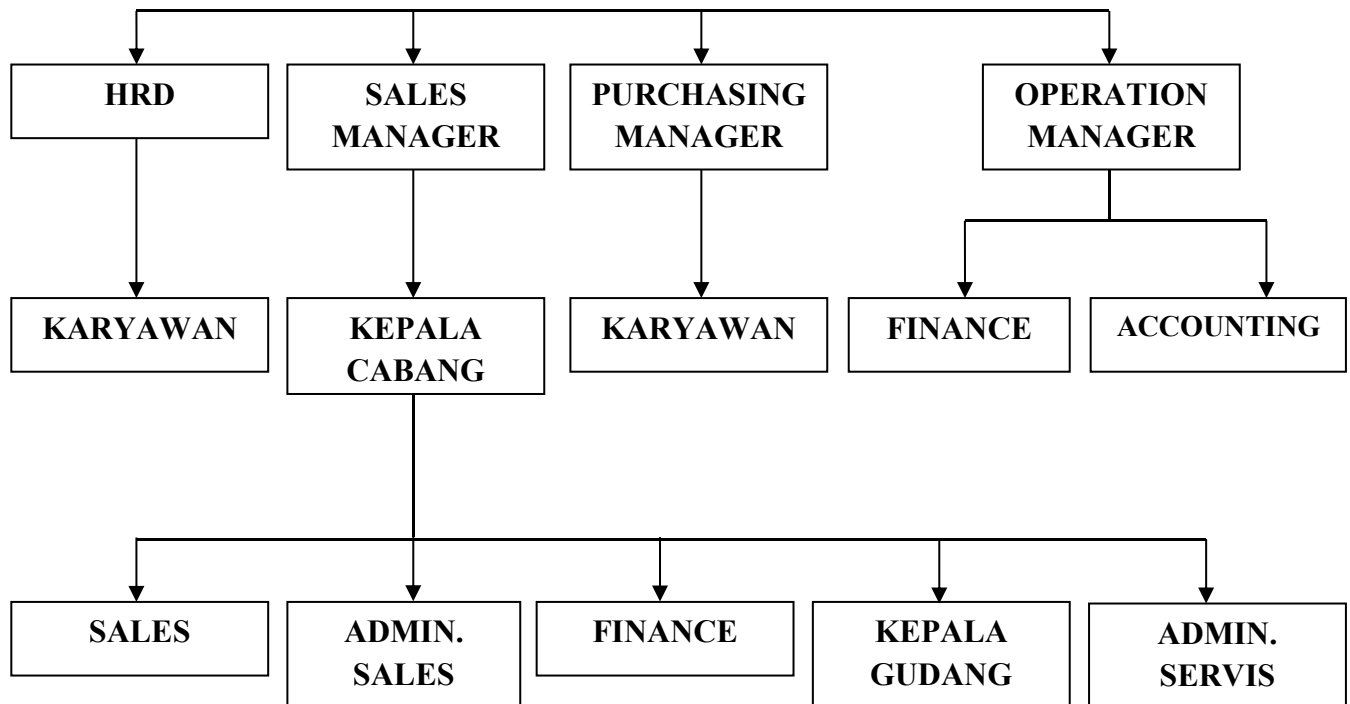 HRD
SALES
MANAGER
PURCHASING
MANAGER
OPERATION
MANAGER
KARYAWAN
KEPALA
CABANG
KARYAWAN
FINANCE
ACCOUNTING
SALES
ADMIN.
SALES
FINANCE
KEPALA
GUDANG
ADMIN.
SERVIS